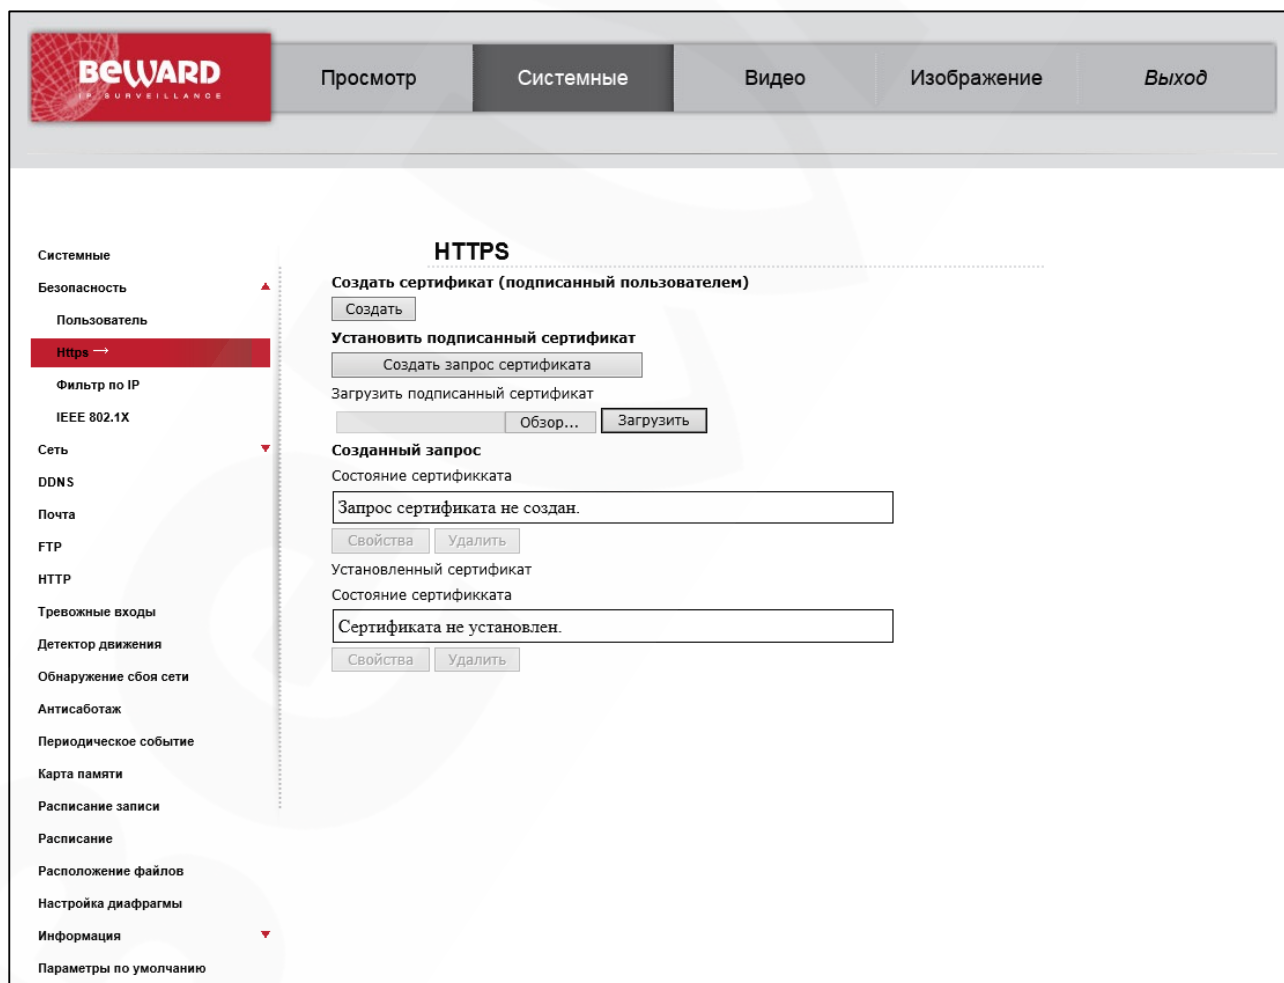 BEWARD
IP SURVEILLANCE
Просмотр
Системные
Видео
Изображение
Выход
Системные
Безопасность
Пользователь
Https →
Фильтр по IP
IEEE 802.1X
Сеть
DDNS
Почта
FTP
HTTP
Тревожные входы
Детектор движения
Обнаружение сбоя сети
Антисаботаж
Периодическое событие
Карта памяти
Расписание записи
Расписание
Расположение файлов
Настройка диафрагмы
Информация
Параметры по умолчанию
HTTPS
Создать сертификат (подписанный пользователем)
Создать
Установить подписанный сертификат
Создать запрос сертификата
Загрузить подписанный сертификат
Обзор... Загрузить
Созданный запрос
Состояние сертификката
Запрос сертификата не создан.
Свойства Удалить
Установленный сертификат
Состояние сертификката
Сертификата не установлен.
Свойства Удалить